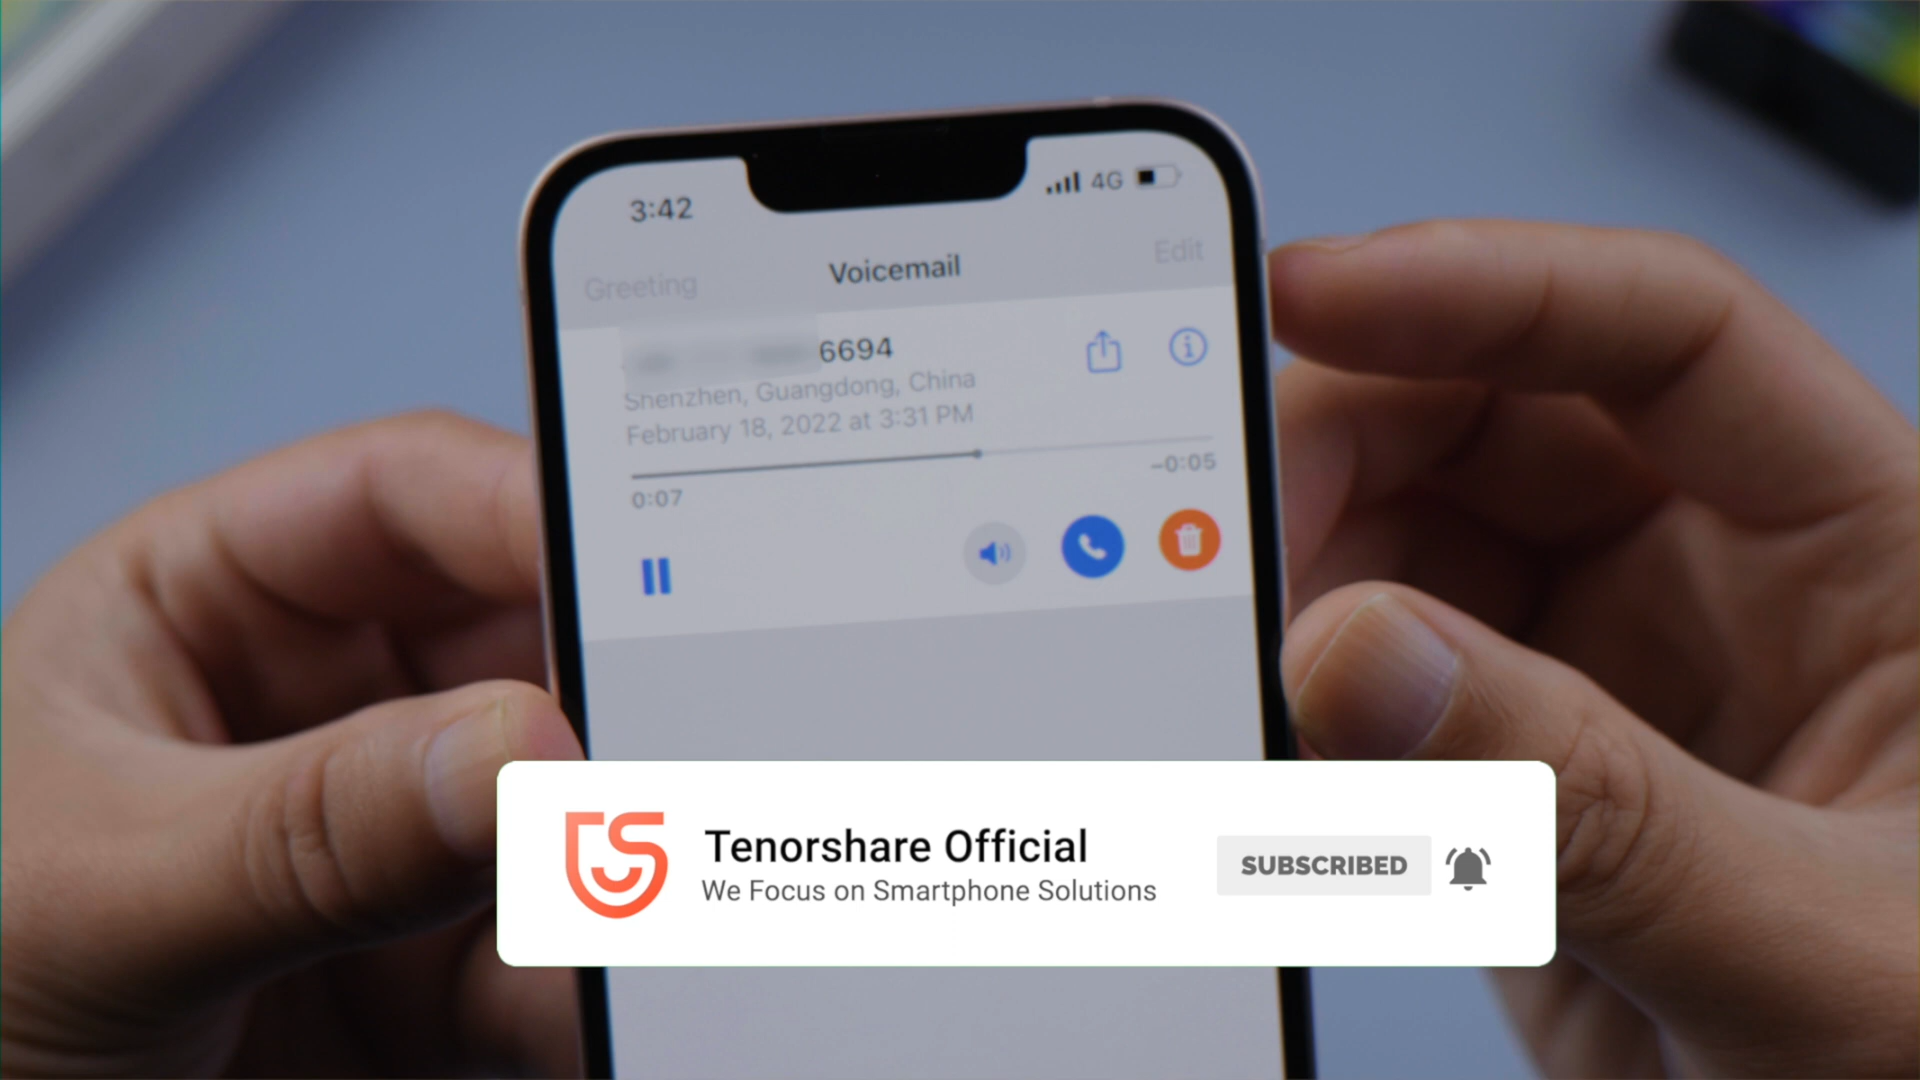 3:42
4G
Greeting
Voicemail
Edit
6694
Shenzhen, Guangdong, China
February 18, 2022 at 3:31 PM
0:07
-0:05
Tenorshare Official
We Focus on Smartphone Solutions
SUBSCRIBED